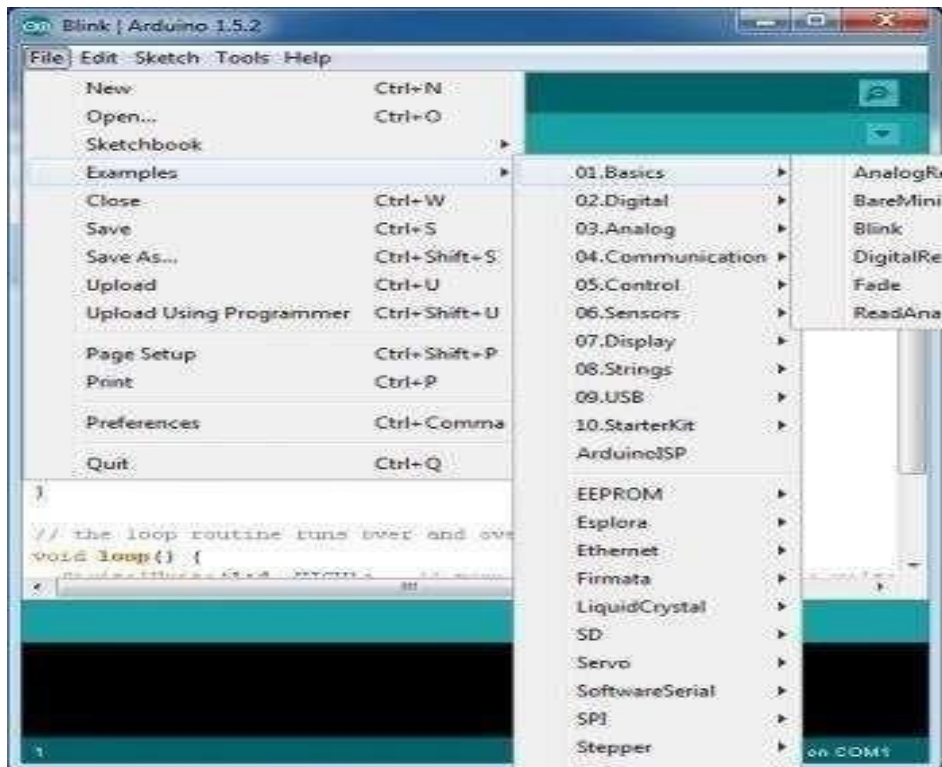 Blink | Arduino 1.5.2
File Edit Sketch Tools Help
New Ctrl+N
Open... Ctrl+O
Sketchbook
Examples
Close Ctrl+W
Save Ctrl+S
Save As... Ctrl+Shift+S
Upload Ctrl+U
Upload Using Programmer Ctrl+Shift+U
Page Setup Ctrl+Shift+P
Print Ctrl+P
Preferences Ctrl+Comma
Quit Ctrl+Q
01.Basics
02.Digital
03.Analog
04.Communication
05.Control
06.Sensors
07.Display
08.Strings
09.USB
10.StarterKit
ArduinoISP
EEPROM
Esplora
Ethernet
Firmata
LiquidCrystal
SD
Servo
SoftwareSerial
SPI
Stepper
AnalogRe
BareMini
Blink
DigitalRe
Fade
ReadAna
}
// the loop routine runs over and ove
void loop() {
1
on COM1